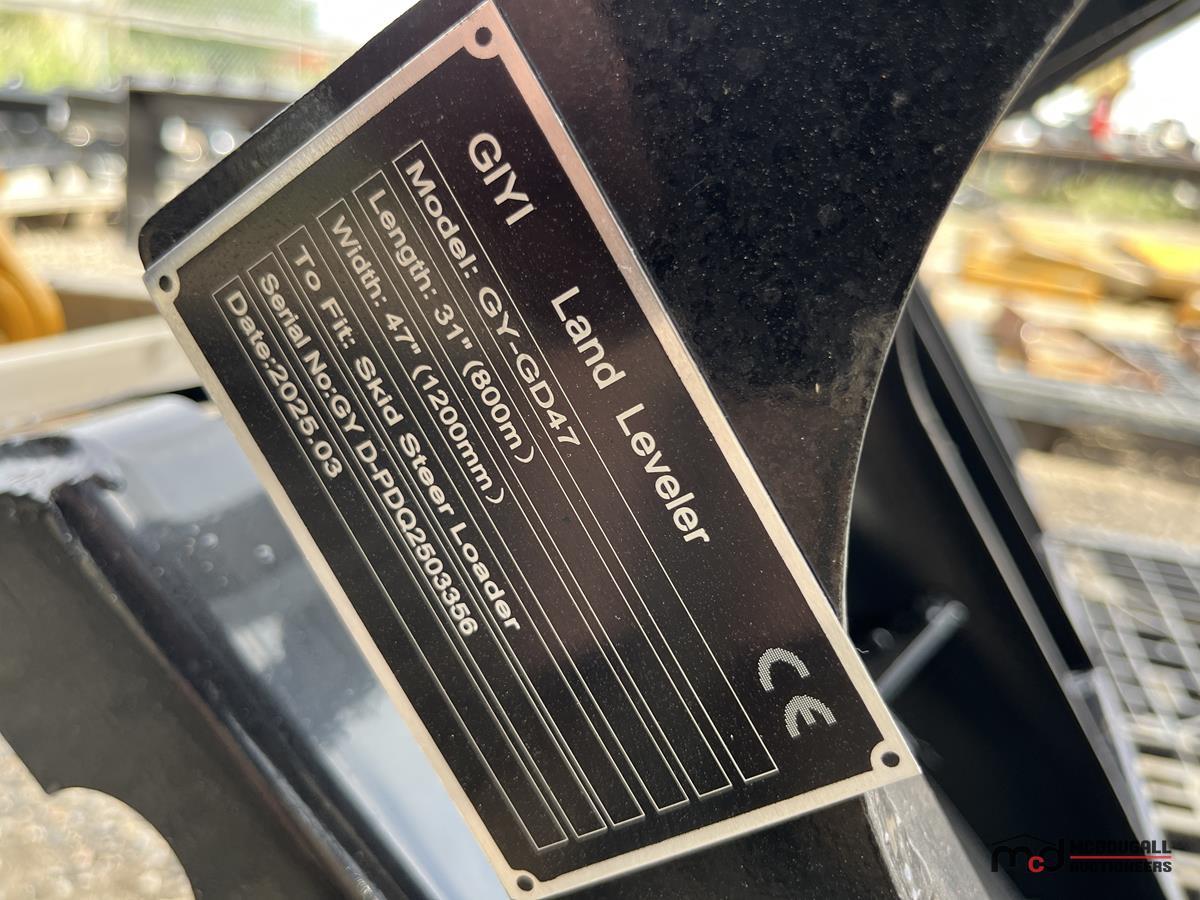 GIYI Land Leveler
Model: GY-GD47
Length: 31" (800m)
Width: 47" (1200mm)
To Fit: Skid Steer Loader
Serial No:GY D-PDQ2503356
Date:2025.03
CE
mcd MCDOUGALL
AUCTIONEERS